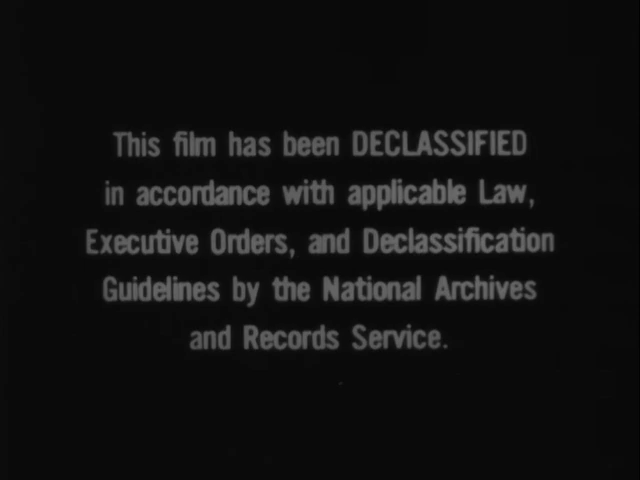 This film has been DECLASSIFIED
in accordance with applicable Law,
Executive Orders, and Declassification
Guidelines by the National Archives
and Records Service.